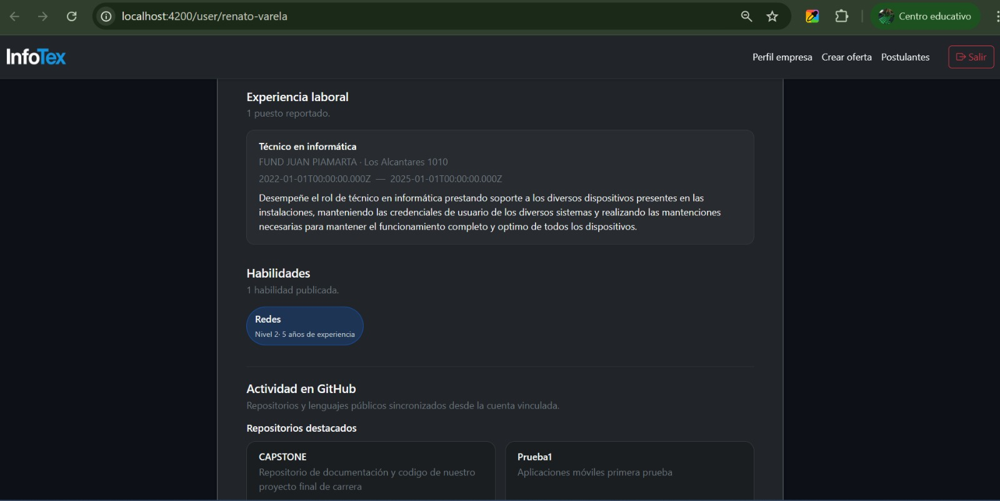 localhost:4200/user/renato-varela
Centro educativo
InfoTex
Perfil empresa
Crear oferta
Postulantes
Salir
Experiencia laboral
1 puesto reportado.
Técnico en informática
FUND JUAN PIAMARTA · Los Alcantares 1010
2022-01-01T00:00:00.000Z — 2025-01-01T00:00:00.000Z
Desempeñe el rol de técnico en informática prestando soporte a los diversos dispositivos presentes en las
instalaciones, manteniendo las credenciales de usuario de los diversos sistemas y realizando las mantenciones
necesarias para mantener el funcionamiento completo y optimo de todos los dispositivos.
Habilidades
1 habilidad publicada.
Redes
Nivel 2· 5 años de experiencia
Actividad en GitHub
Repositorios y lenguajes públicos sincronizados desde la cuenta vinculada.
Repositorios destacados
CAPSTONE
Repositorio de documentación y codigo de nuestro
proyecto final de carrera
Prueba1
Aplicaciones móviles primera prueba